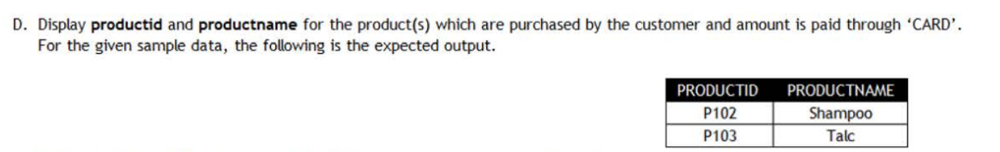 D. Display productid and productname for the product(s) which are purchased by the customer and amount is paid through ‘CARD’.
For the given sample data, the following is the expected output.
PRODUCTID PRODUCTNAME
P102 Shampoo
P103 Talc